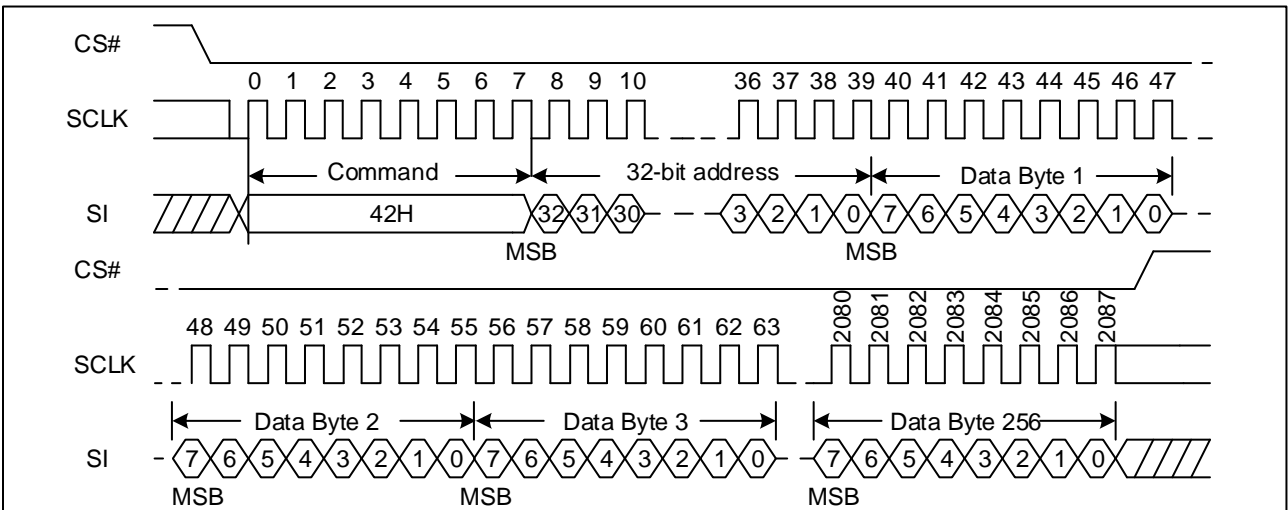 CS#
0 1 2 3 4 5 6 7 8 9 10 36 37 38 39 40 41 42 43 44 45 46 47
SCLK
Command 32-bit address Data Byte 1
SI 42H 32 31 30 3 2 1 0 7 6 5 4 3 2 1 0
MSB MSB
CS#
48 49 50 51 52 53 54 55 56 57 58 59 60 61 62 63 2080 2081 2082 2083 2084 2085 2086 2087
SCLK
Data Byte 2 Data Byte 3 Data Byte 256
SI 7 6 5 4 3 2 1 0 7 6 5 4 3 2 1 0 7 6 5 4 3 2 1 0
MSB MSB MSB